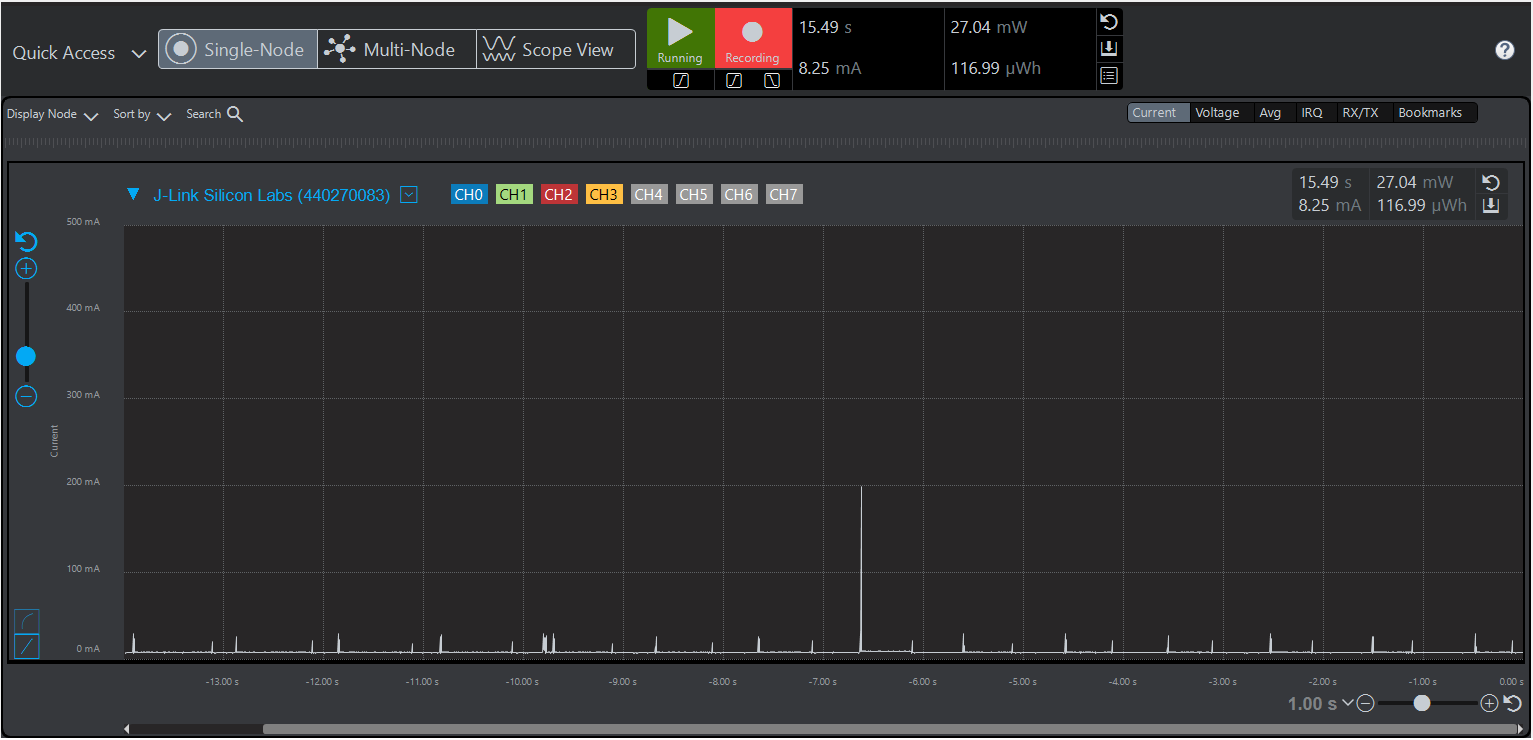 Quick Access
Single-Node
Multi-Node
Scope View
Running
Recording
15.49 s
8.25 mA
27.04 mW
116.99 µWh
?
Display Node
Sort by
Search
Current
Voltage
Avg
IRQ
RX/TX
Bookmarks
J-Link Silicon Labs (440270083)
CH0
CH1
CH2
CH3
CH4
CH5
CH6
CH7
15.49 s
27.04 mW
8.25 mA
116.99 µWh
500 mA
400 mA
300 mA
Current
200 mA
100 mA
0 mA
-13.00 s
-12.00 s
-11.00 s
-10.00 s
-9.00 s
-8.00 s
-7.00 s
-6.00 s
-5.00 s
-4.00 s
-3.00 s
-2.00 s
-1.00 s
0.00 s
1.00 s